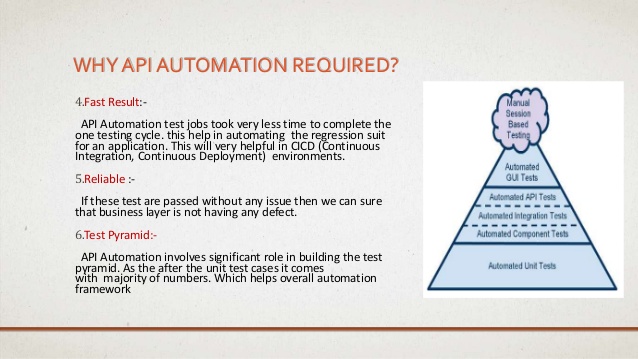 WHY API AUTOMATION REQUIRED?
4.Fast Result:-
API Automation test jobs took very less time to complete the
one testing cycle. this help in automating the regression suit
for an application. This will very helpful in CICD (Continuous
Integration, Continuous Deployment) environments.
5.Reliable :-
If these test are passed without any issue then we can sure
that business layer is not having any defect.
6.Test Pyramid:-
API Automation involves significant role in building the test
pyramid. As the after the unit test cases it comes
with majority of numbers. Which helps overall automation
framework
Manual
Session
Based
Testing
Automated
GUI Tests
Automated API Tests
Automated Integration Tests
Automated Component Tests
Automated Unit Tests